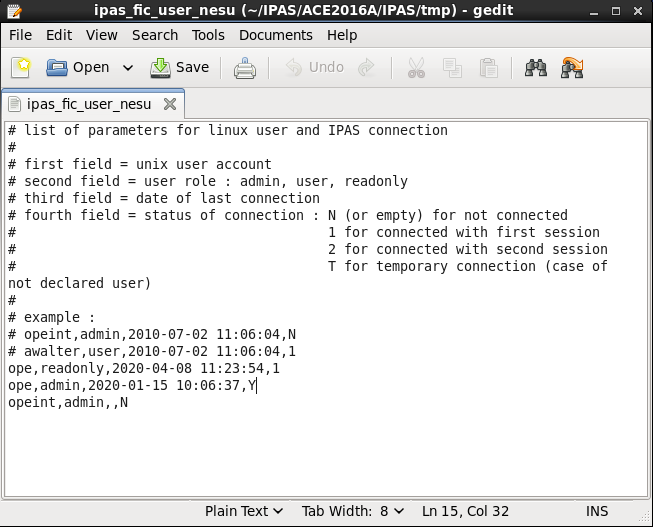 ipas_fic_user_nesu (~/IPAS/ACE2016A/IPAS/tmp) - gedit
File Edit View Search Tools Documents Help
Open Save Undo
ipas_fic_user_nesu
# list of parameters for linux user and IPAS connection
#
# first field = unix user account
# second field = user role : admin, user, readonly
# third field = date of last connection
# fourth field = status of connection : N (or empty) for not connected
# 1 for connected with first session
# 2 for connected with second session
# T for temporary connection (case of
not declared user)
#
# example :
# opeint,admin,2010-07-02 11:06:04,N
# awalter,user,2010-07-02 11:06:04,1
ope,readonly,2020-04-08 11:23:54,1
ope,admin,2020-01-15 10:06:37,Y
opeint,admin,,N
Plain Text Tab Width: 8 Ln 15, Col 32 INS